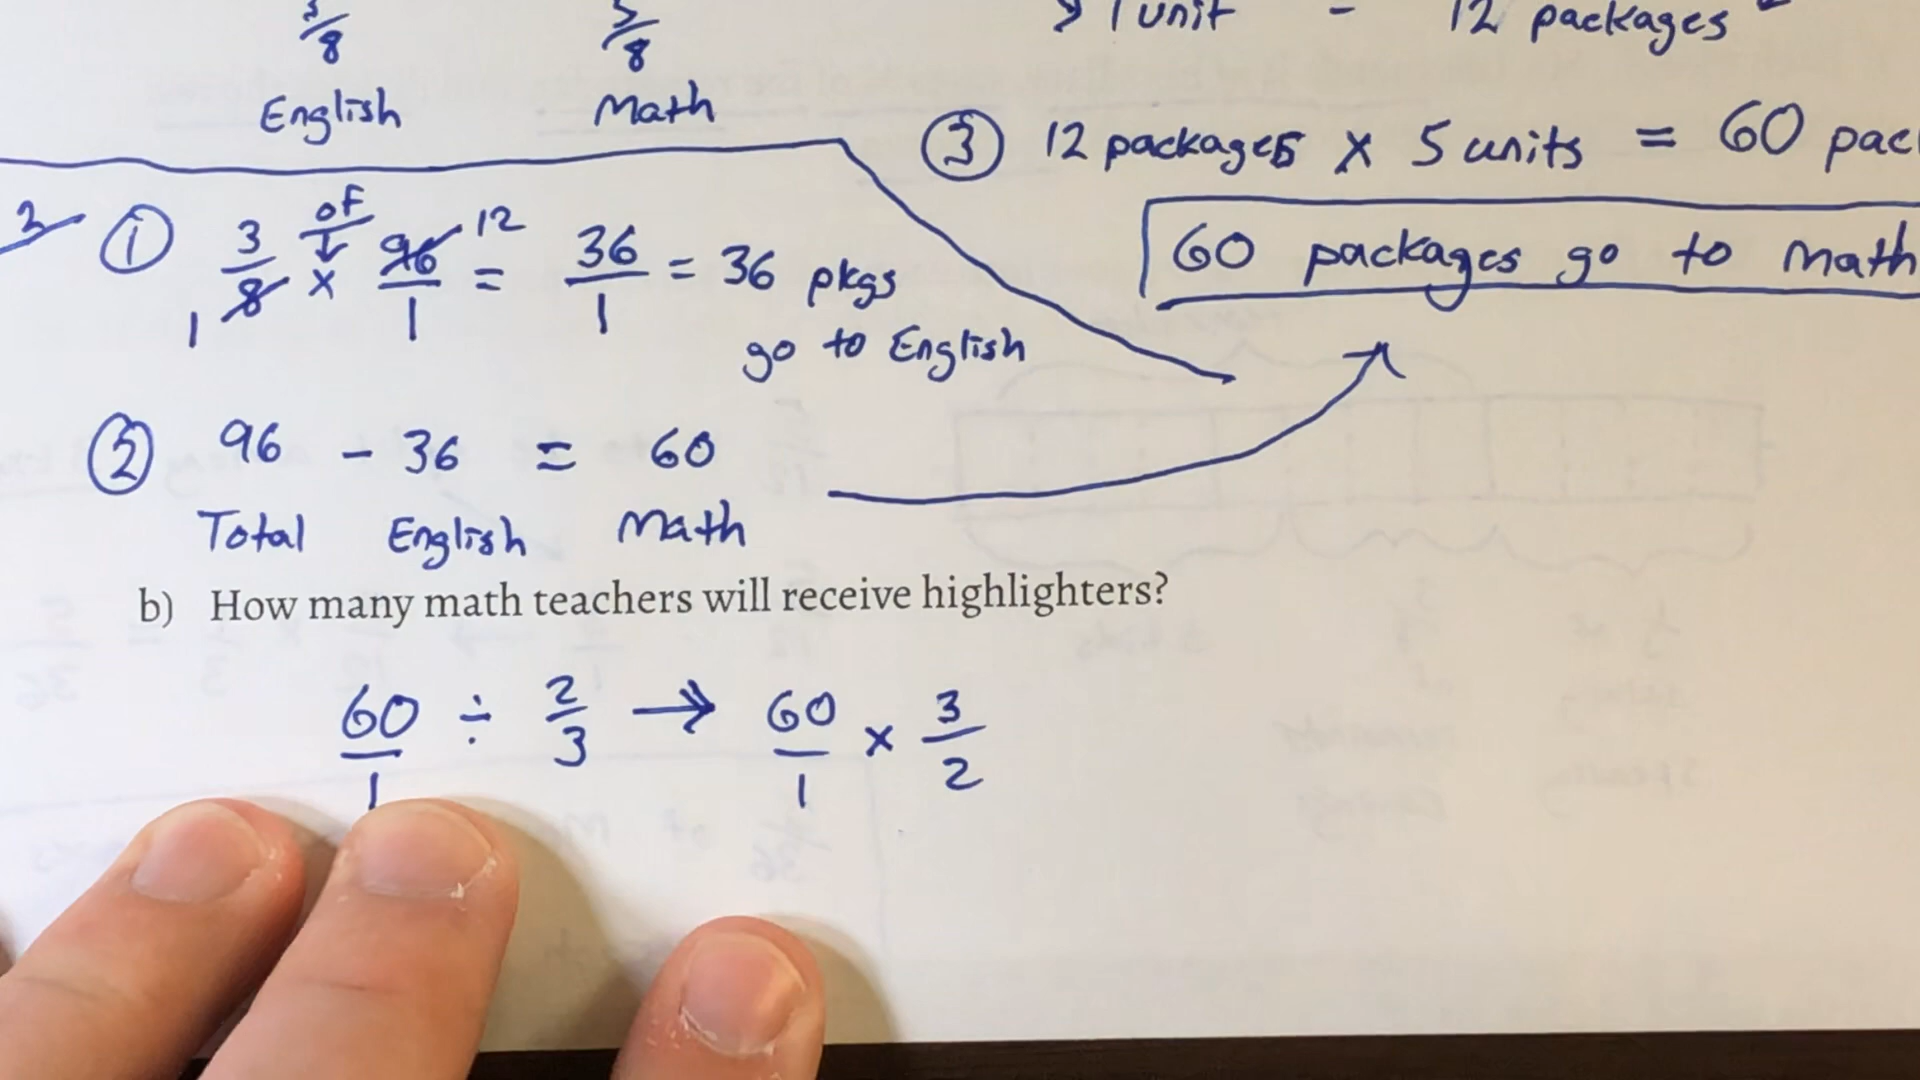 /8 /8
English Math
1 unit - 12 packages
③ 12 packages x 5 units = 60 pac
60 packages go to Math
2 ① 3/8 of x 96/1 12 = 36/1 = 36 pkgs
1
go to English
② 96 - 36 = 60
Total English Math
b) How many math teachers will receive highlighters?
60/1 ÷ 2/3 → 60/1 x 3/2